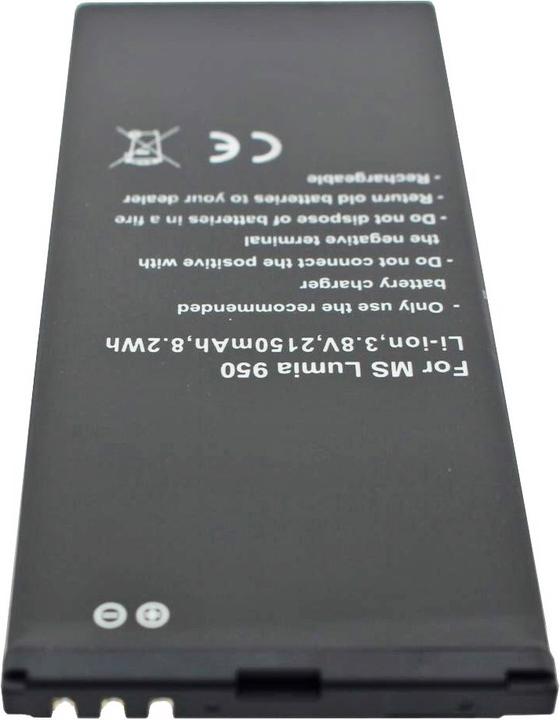 For MS Lumia 950
Li-ion,3.8V,2150mAh,8.2Wh
- Only use the recommended
battery charger
- Do not connect the positive with
the negative terminal
- Do not dispose of batteries in a fire
- Return old batteries to your dealer
- Rechargeable
CE